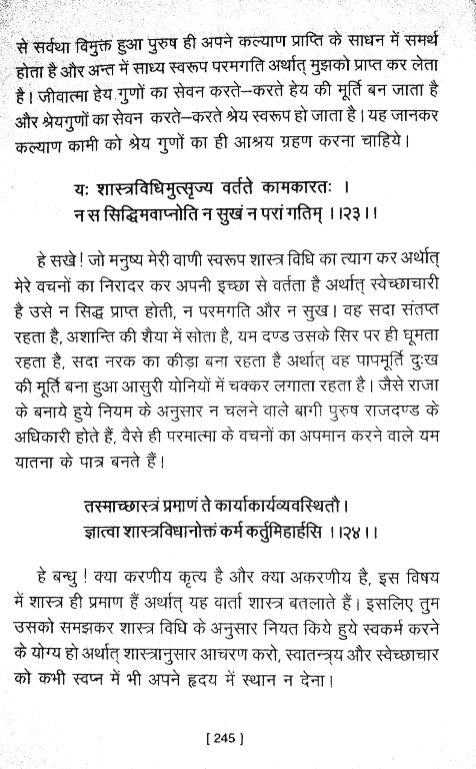 से सर्वथा विमुक्त हुआ पुरुष ही अपने कल्याण प्राप्ति के साधन में समर्थ
होता है और अन्त में साध्य स्वरूप परमगति अर्थात् मुझको प्राप्त कर लेता
है। जीवात्मा हेय गुणों का सेवन करते–करते हेय की मूर्ति बन जाता है
और श्रेयगुणों का सेवन करते–करते श्रेय स्वरूप हो जाता है। यह जानकर
कल्याण कामी को श्रेय गुणों का ही आश्रय ग्रहण करना चाहिये।
यः शास्त्रविधिमुत्सृज्य वर्तते कामकारतः ।
न स सिद्धिमवाप्नोति न सुखं न परां गतिम् ।।२३।।
हे सखे ! जो मनुष्य मेरी वाणी स्वरूप शास्त्र विधि का त्याग कर अर्थात्
मेरे वचनों का निरादर कर अपनी इच्छा से वर्तता है अर्थात् स्वेच्छाचारी
है उसे न सिद्ध प्राप्त होती, न परमगति और न सुख। वह सदा संतप्त
रहता है, अशान्ति की शैया में सोता है, यम दण्ड उसके सिर पर ही घूमता
रहता है, सदा नरक का कीड़ा बना रहता है अर्थात् वह पापमूर्ति दुःख
की मूर्ति बना हुआ आसुरी योनियों में चक्कर लगाता रहता है। जैसे राजा
के बनाये हुये नियम के अनुसार न चलने वाले बागी पुरुष राजदण्ड के
अधिकारी होते हैं, वैसे ही परमात्मा के वचनों का अपमान करने वाले यम
यातना के पात्र बनते हैं।
तस्माच्छास्त्रं प्रमाणं ते कार्याकार्यव्यवस्थितौ।
ज्ञात्वा शास्त्रविधानोक्तं कर्म कर्तुमिहार्हसि ।।२४।।
हे बन्धु ! क्या करणीय कृत्य है और क्या अकरणीय है, इस विषय
में शास्त्र ही प्रमाण हैं अर्थात् यह वार्ता शास्त्र बतलाते हैं। इसलिए तुम
उसको समझकर शास्त्र विधि के अनुसार नियत किये हुये स्वकर्म करने
के योग्य हो अर्थात् शास्त्रानुसार आचरण करो, स्वातन्त्र्य और स्वेच्छाचार
को कभी स्वप्न में भी अपने हृदय में स्थान न देना।
[ 245 ]